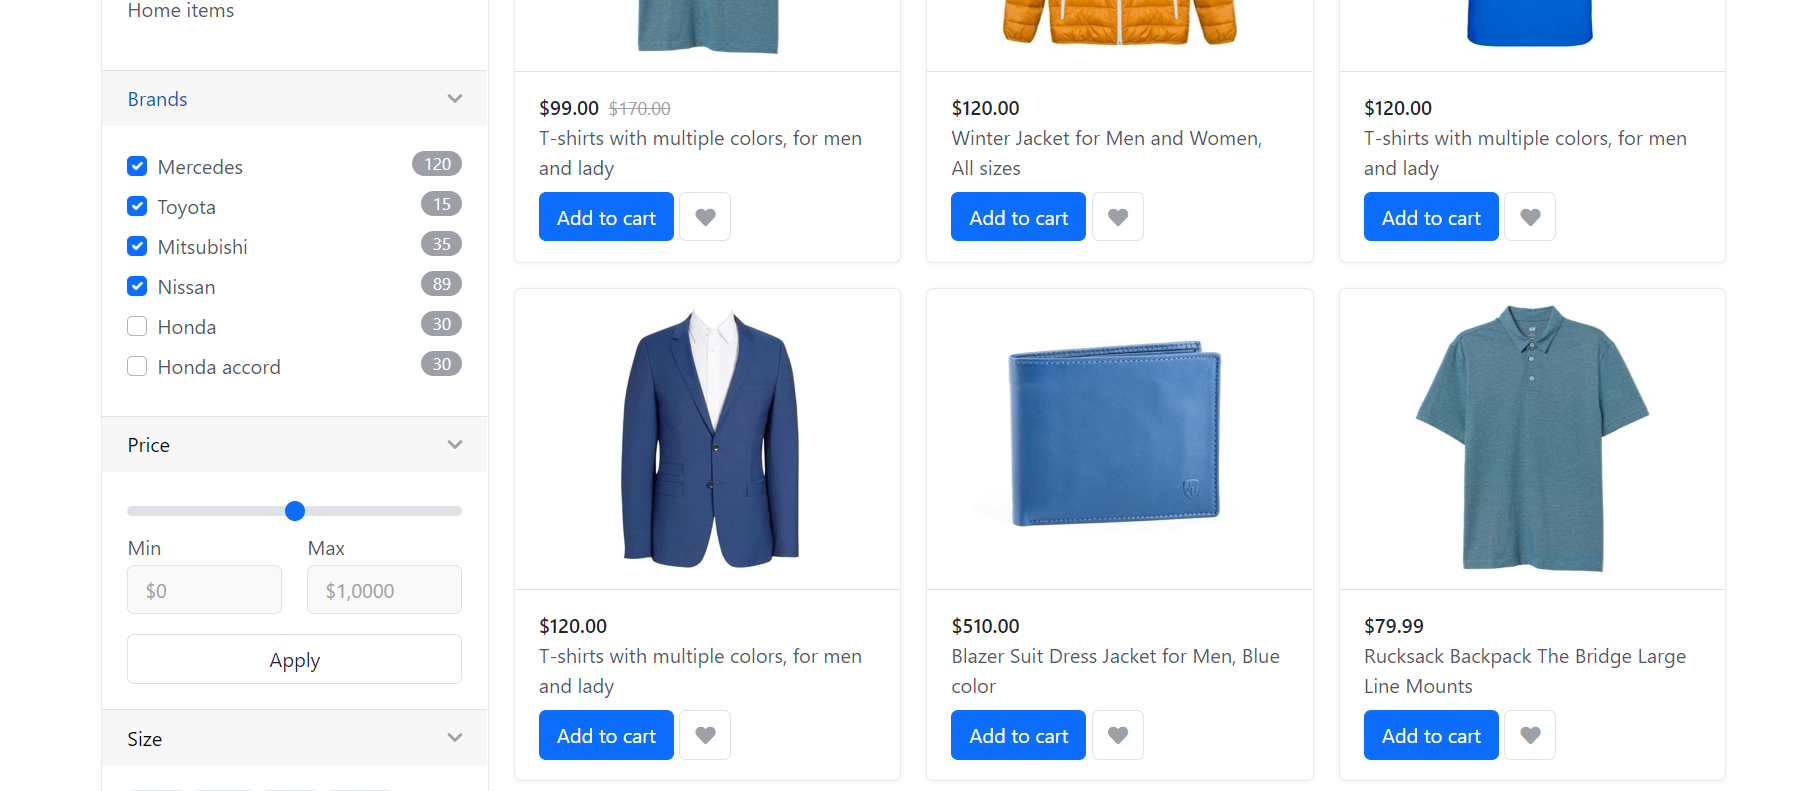 Home items
Brands
Mercedes 120
Toyota 15
Mitsubishi 35
Nissan 89
Honda 30
Honda accord 30
Price
Min Max
$0 $1,0000
Apply
Size
$99.00 $170.00
T-shirts with multiple colors, for men
and lady
Add to cart
$120.00
Winter Jacket for Men and Women,
All sizes
Add to cart
$120.00
T-shirts with multiple colors, for men
and lady
Add to cart
$120.00
T-shirts with multiple colors, for men
and lady
Add to cart
$510.00
Blazer Suit Dress Jacket for Men, Blue
color
Add to cart
$79.99
Rucksack Backpack The Bridge Large
Line Mounts
Add to cart